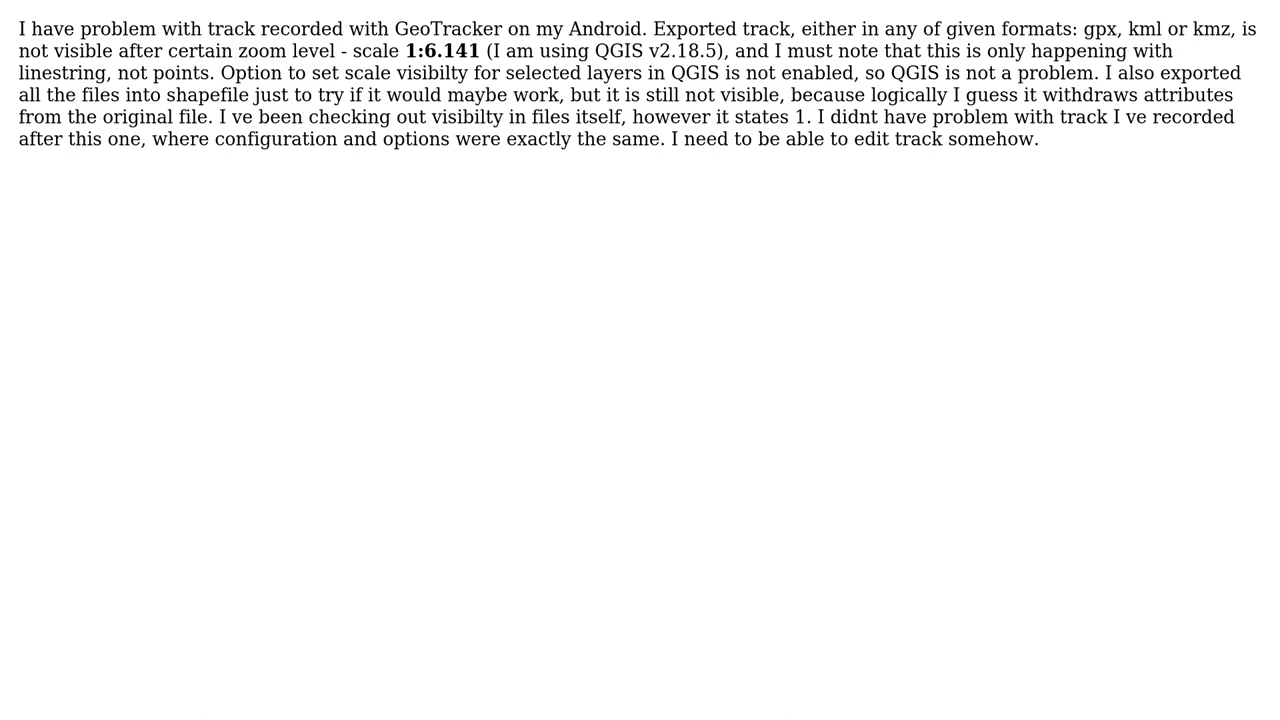 I have problem with track recorded with GeoTracker on my Android. Exported track, either in any of given formats: gpx, kml or kmz, is
not visible after certain zoom level - scale 1:6.141 (I am using QGIS v2.18.5), and I must note that this is only happening with
linestring, not points. Option to set scale visibilty for selected layers in QGIS is not enabled, so QGIS is not a problem. I also exported
all the files into shapefile just to try if it would maybe work, but it is still not visible, because logically I guess it withdraws attributes
from the original file. I ve been checking out visibilty in files itself, however it states 1. I didnt have problem with track I ve recorded
after this one, where configuration and options were exactly the same. I need to be able to edit track somehow.